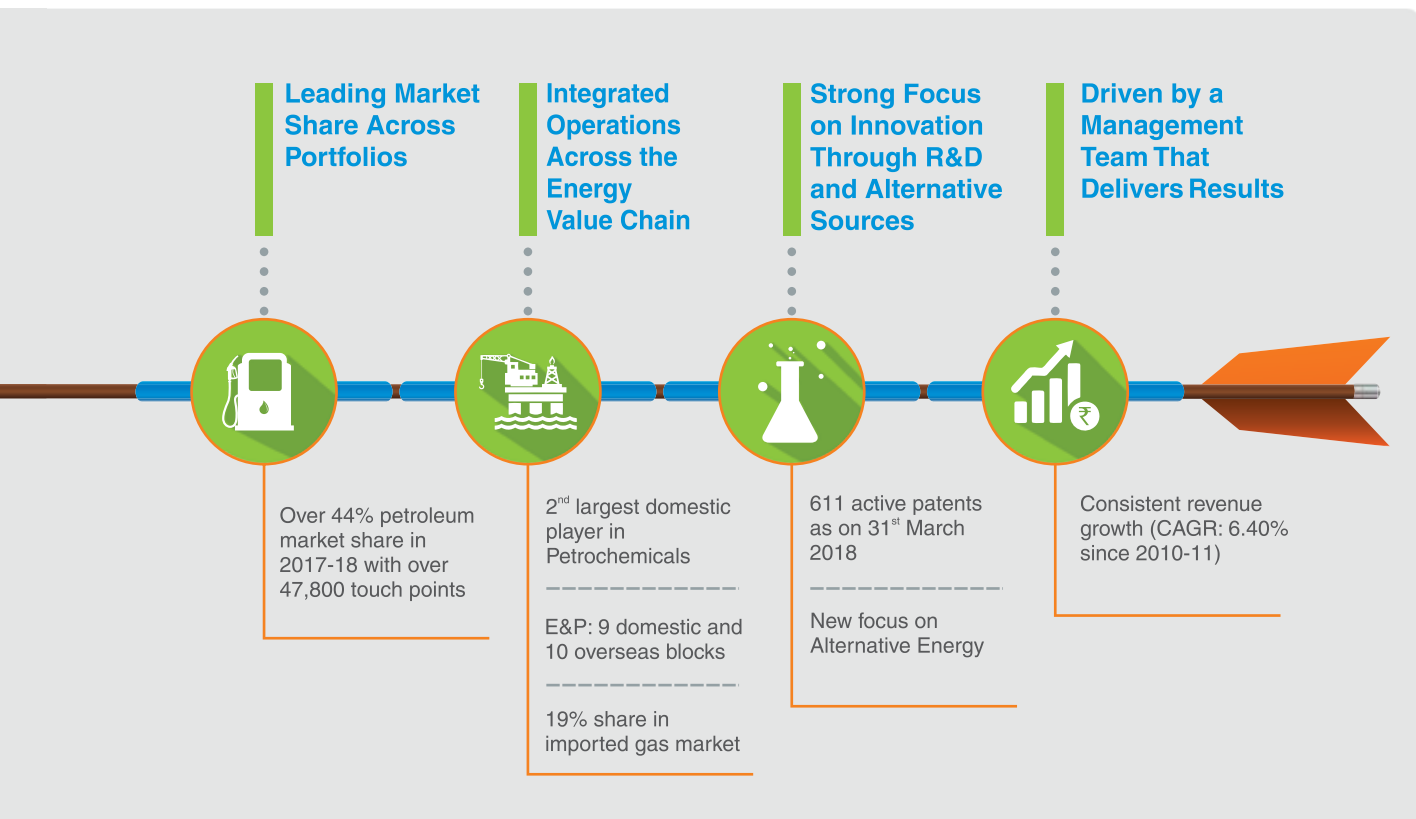 Leading Market
Share Across
Portfolios
Over 44% petroleum
market share in
2017-18 with over
47,800 touch points
Integrated
Operations
Across the
Energy
Value Chain
2nd largest domestic
player in
Petrochemicals
E&P: 9 domestic and
10 overseas blocks
19% share in
imported gas market
Strong Focus
on Innovation
Through R&D
and Alternative
Sources
611 active patents
as on 31st March
2018
New focus on
Alternative Energy
Driven by a
Management
Team That
Delivers Results
₹
Consistent revenue
growth (CAGR: 6.40%
since 2010-11)